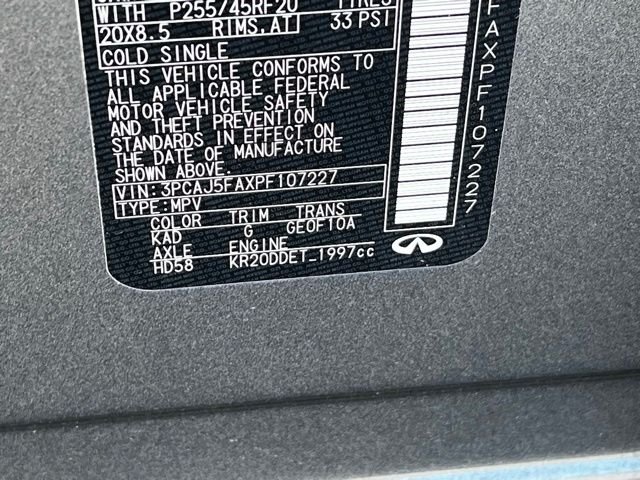 WITH P255/45RF20 TIRES
20X8.5 RIMS,AT 33 PSI
COLD SINGLE
THIS VEHICLE CONFORMS TO
ALL APPLICABLE FEDERAL
MOTOR VEHICLE SAFETY
AND THEFT PREVENTION
STANDARDS IN EFFECT ON
THE DATE OF MANUFACTURE
SHOWN ABOVE.
VIN: 3PCAJ5FAXPF107227
TYPE: MPV
COLOR TRIM TRANS
KAD G GE0F10A
AXLE ENGINE
HD58 KR20DDET_1997cc
FAXPF107227